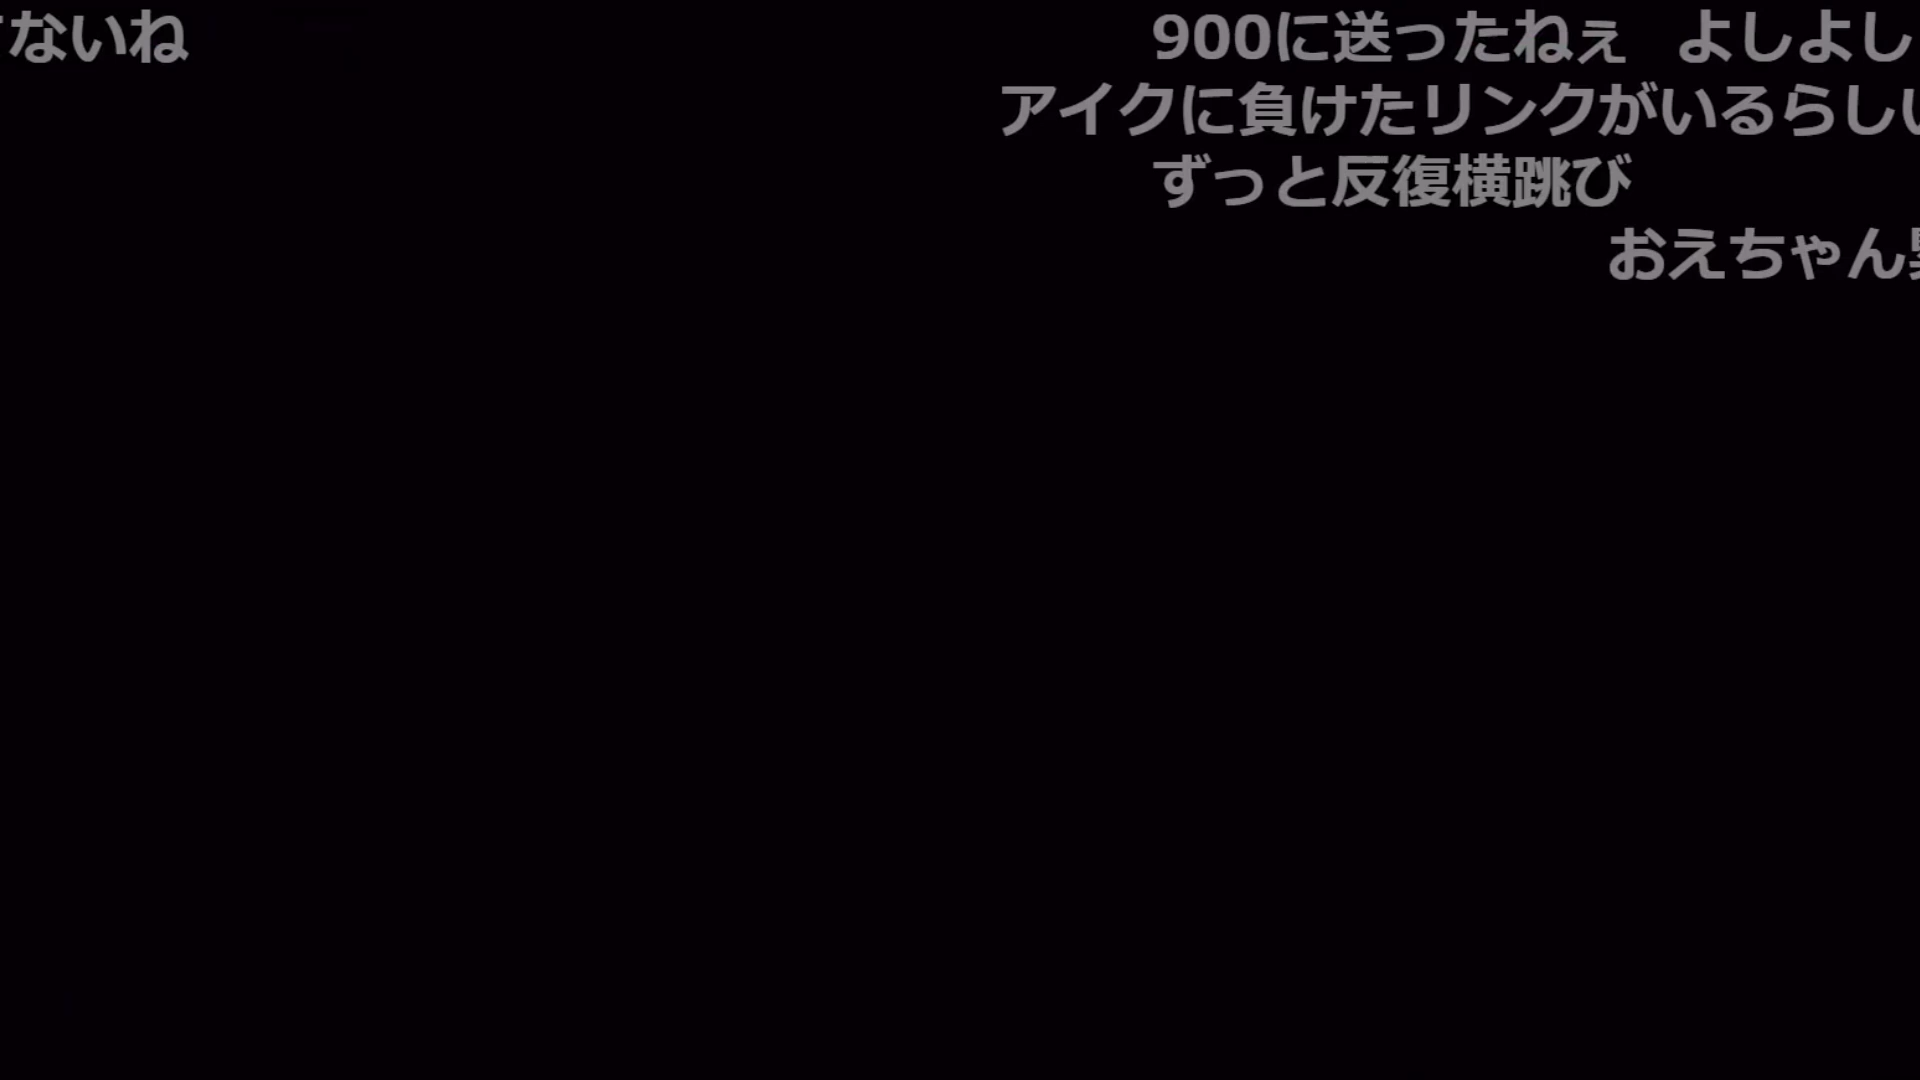 ないね
900に送ったねぇ よしよし
アイクに負けたリンクがいるらしい
ずっと反復横跳び
おえちゃん